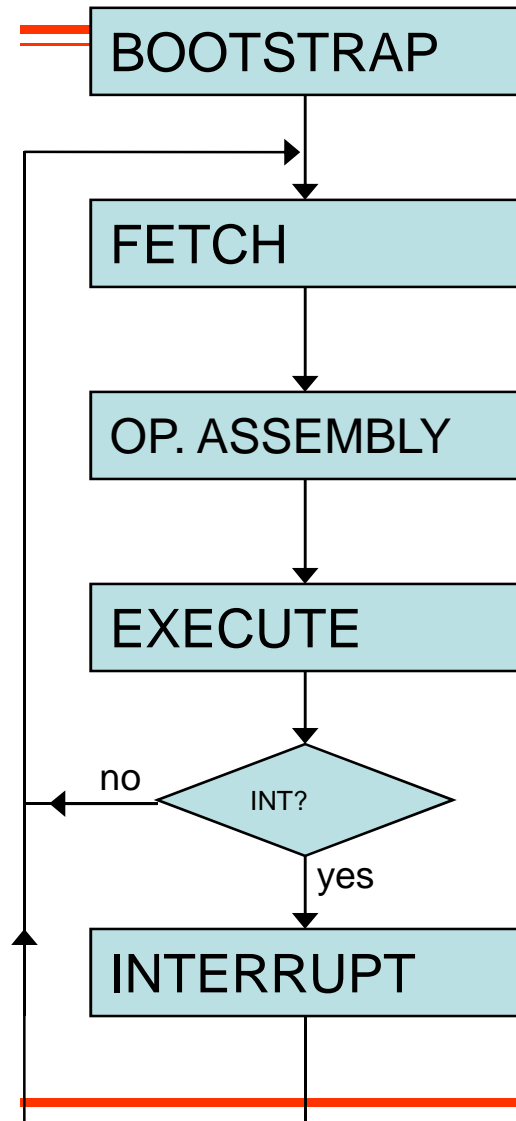 BOOTSTRAP
FETCH
OP. ASSEMBLY
EXECUTE
no
INT?
yes
INTERRUPT